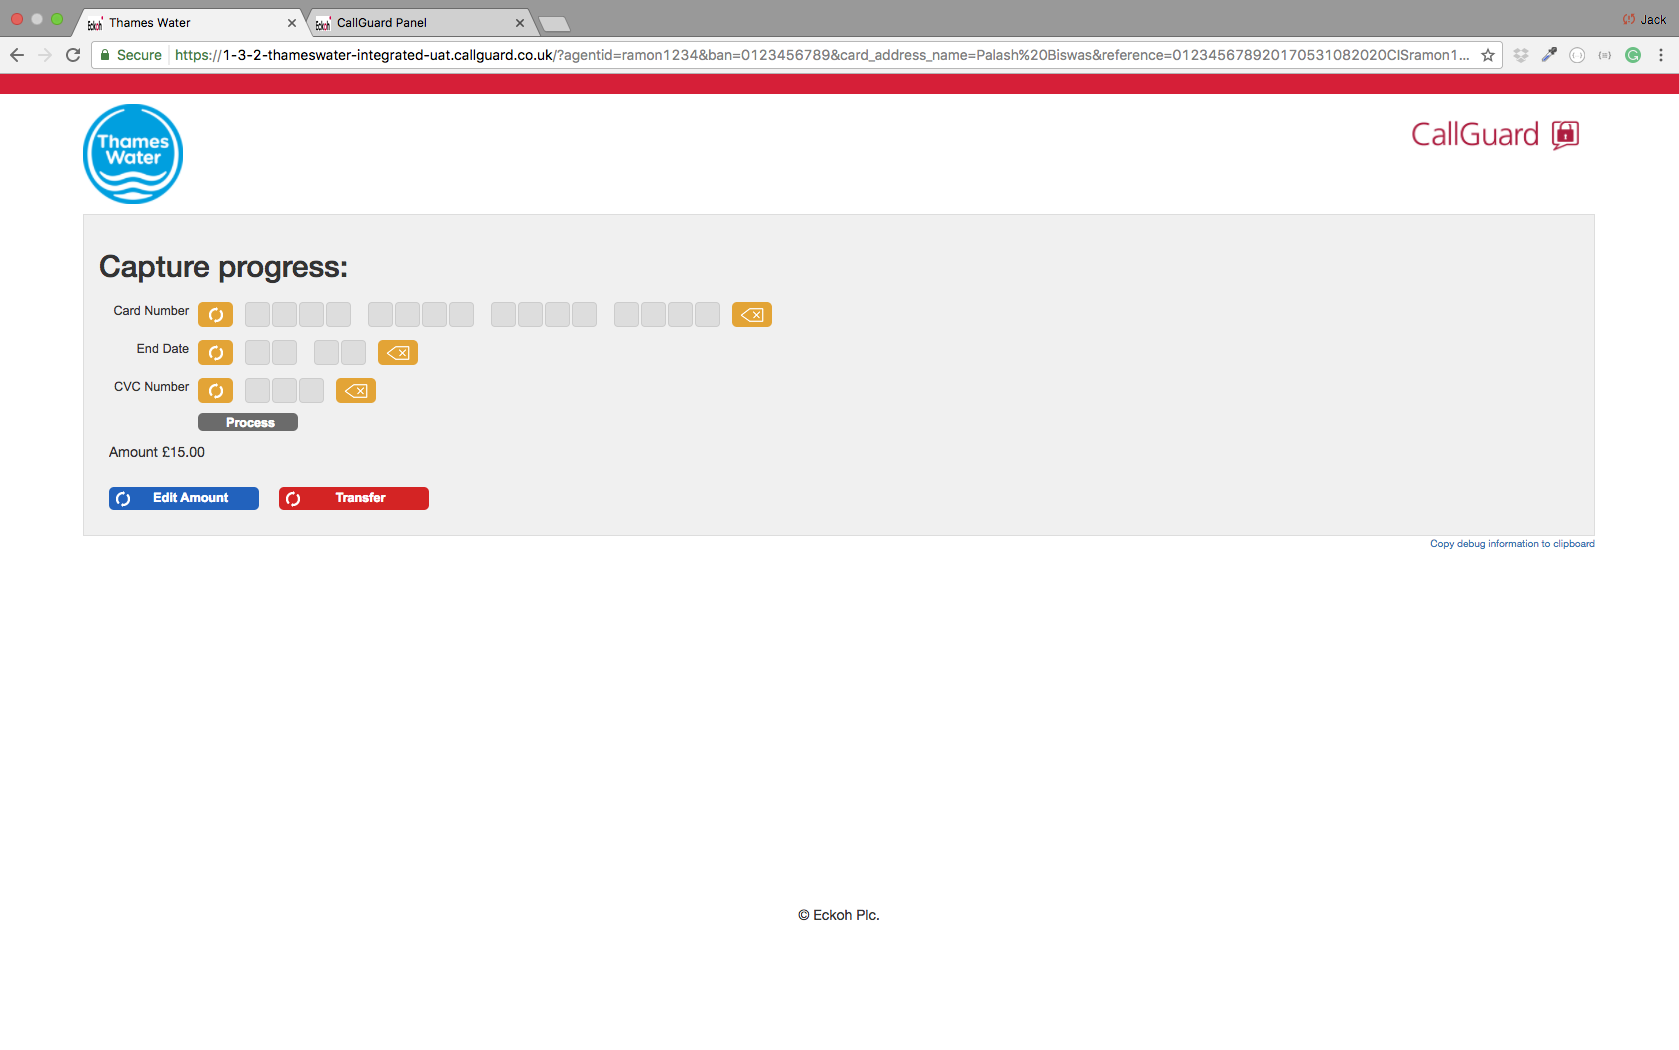 Thames Water
CallGuard Panel
Jack
Secure https://1-3-2-thameswater-integrated-uat.callguard.co.uk/?agentid=ramon1234&ban=0123456789&card_address_name=Palash%20Biswas&reference=012345678920170531082020CISramon1...
Thames
Water
CallGuard
Capture progress:
Card Number
End Date
CVC Number
Process
Amount £15.00
Edit Amount
Transfer
Copy debug information to clipboard
© Eckoh Plc.